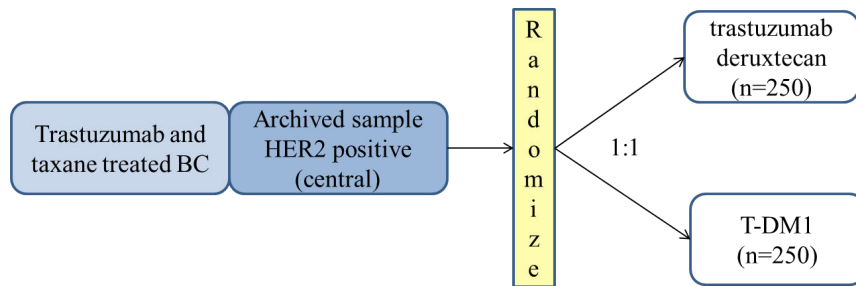 Trastuzumab and
taxane treated BC
Archived sample
HER2 positive
(central)
R
a
n
d
o
m
i
z
e
1:1
trastuzumab
deruxtecan
(n=250)
T-DM1
(n=250)